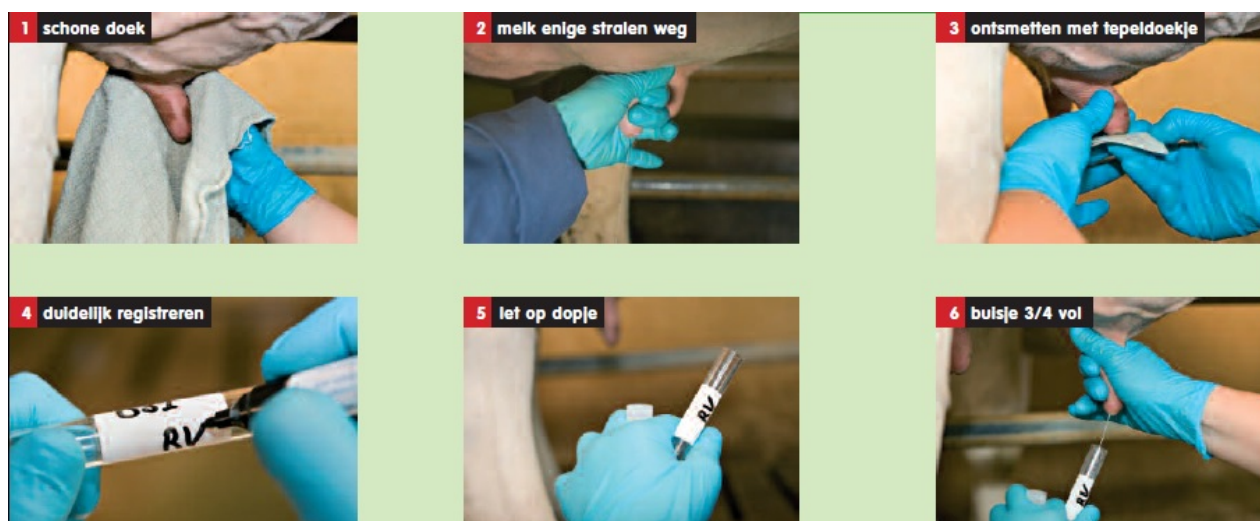 1 schone doek
2 melk enige stralen weg
3 ontsmetten met tepeldoekje
4 duidelijk registreren
RV
5 let op dopje
RV
6 buisje 3/4 vol
RV